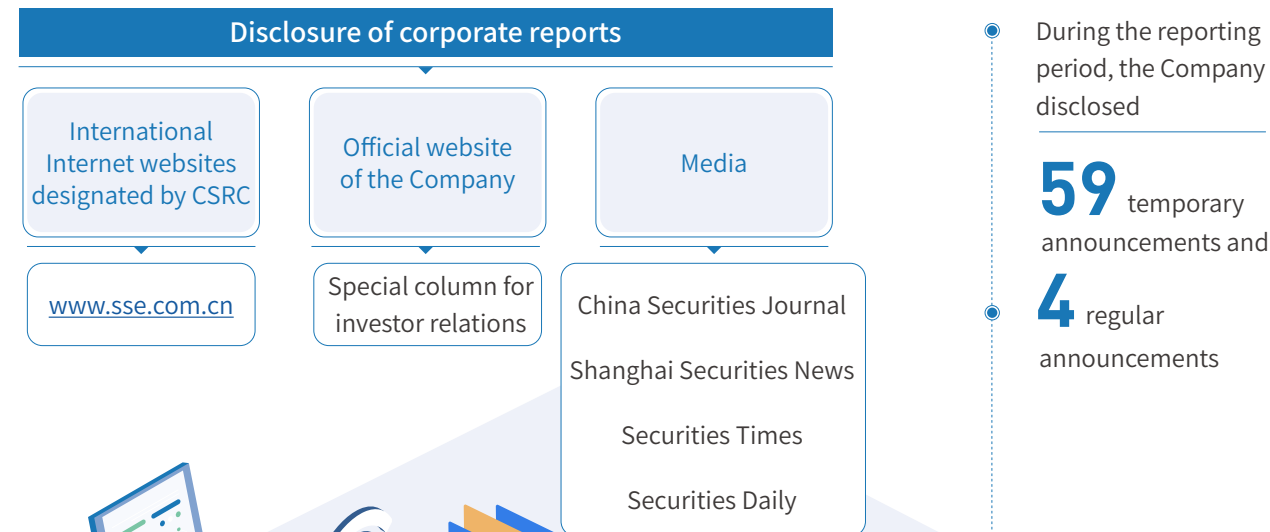 Disclosure of corporate reports
International
Internet websites
designated by CSRC
Official website
of the Company
Media
www.sse.com.cn
Special column for
investor relations
China Securities Journal
Shanghai Securities News
Securities Times
Securities Daily
During the reporting
period, the Company
disclosed
59 temporary
announcements and
4 regular
announcements